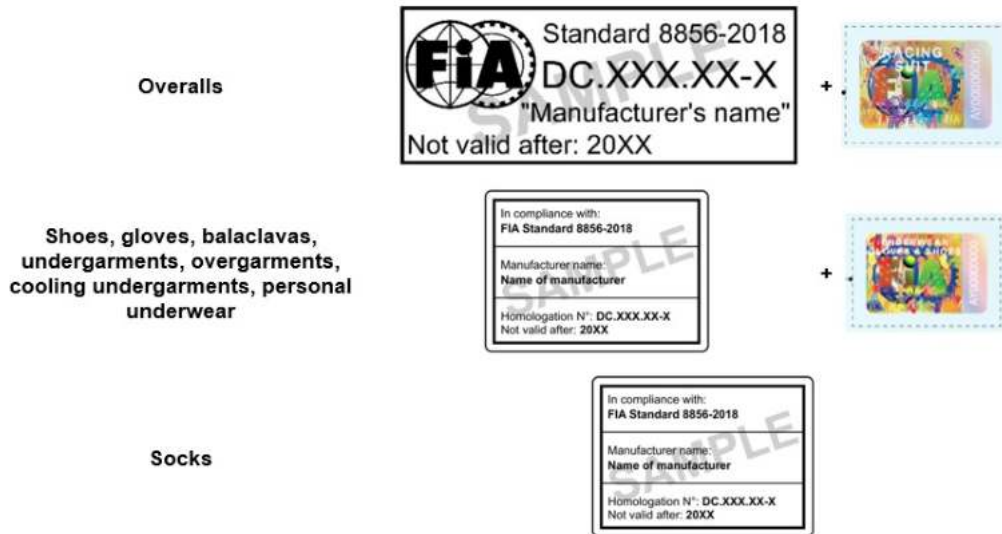 Overalls
FiA
Standard 8856-2018
DC.XXX.XX-X
"Manufacturer's name"
Not valid after: 20XX
SAMPLE
+
RACING
SUIT
FiA
AY00000000
Shoes, gloves, balaclavas,
undergarments, overgarments,
cooling undergarments, personal
underwear
In compliance with:
FIA Standard 8856-2018
Manufacturer name:
Name of manufacturer
Homologation N°: DC.XXX.XX-X
Not valid after: 20XX
SAMPLE
+
FiA
Socks
In compliance with:
FIA Standard 8856-2018
Manufacturer name:
Name of manufacturer
Homologation N°: DC.XXX.XX-X
Not valid after: 20XX
SAMPLE